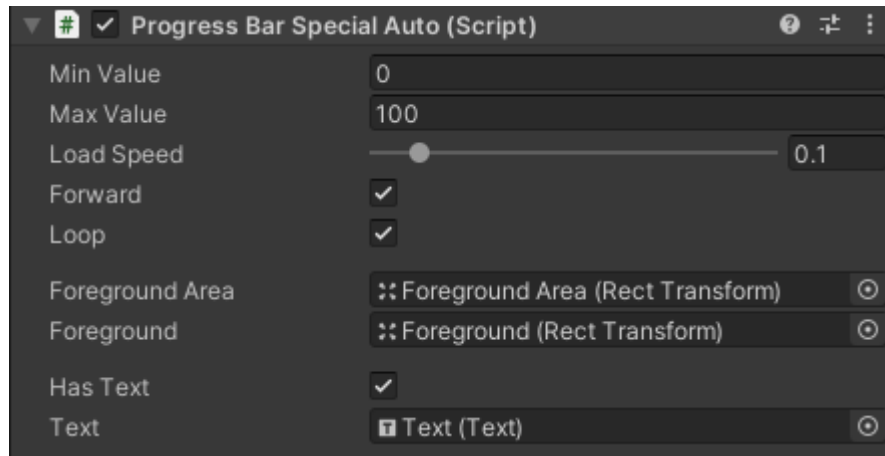 # Progress Bar Special Auto (Script)
Min Value 0
Max Value 100
Load Speed 0.1
Forward
Loop
Foreground Area Foreground Area (Rect Transform)
Foreground Foreground (Rect Transform)
Has Text
Text T Text (Text)